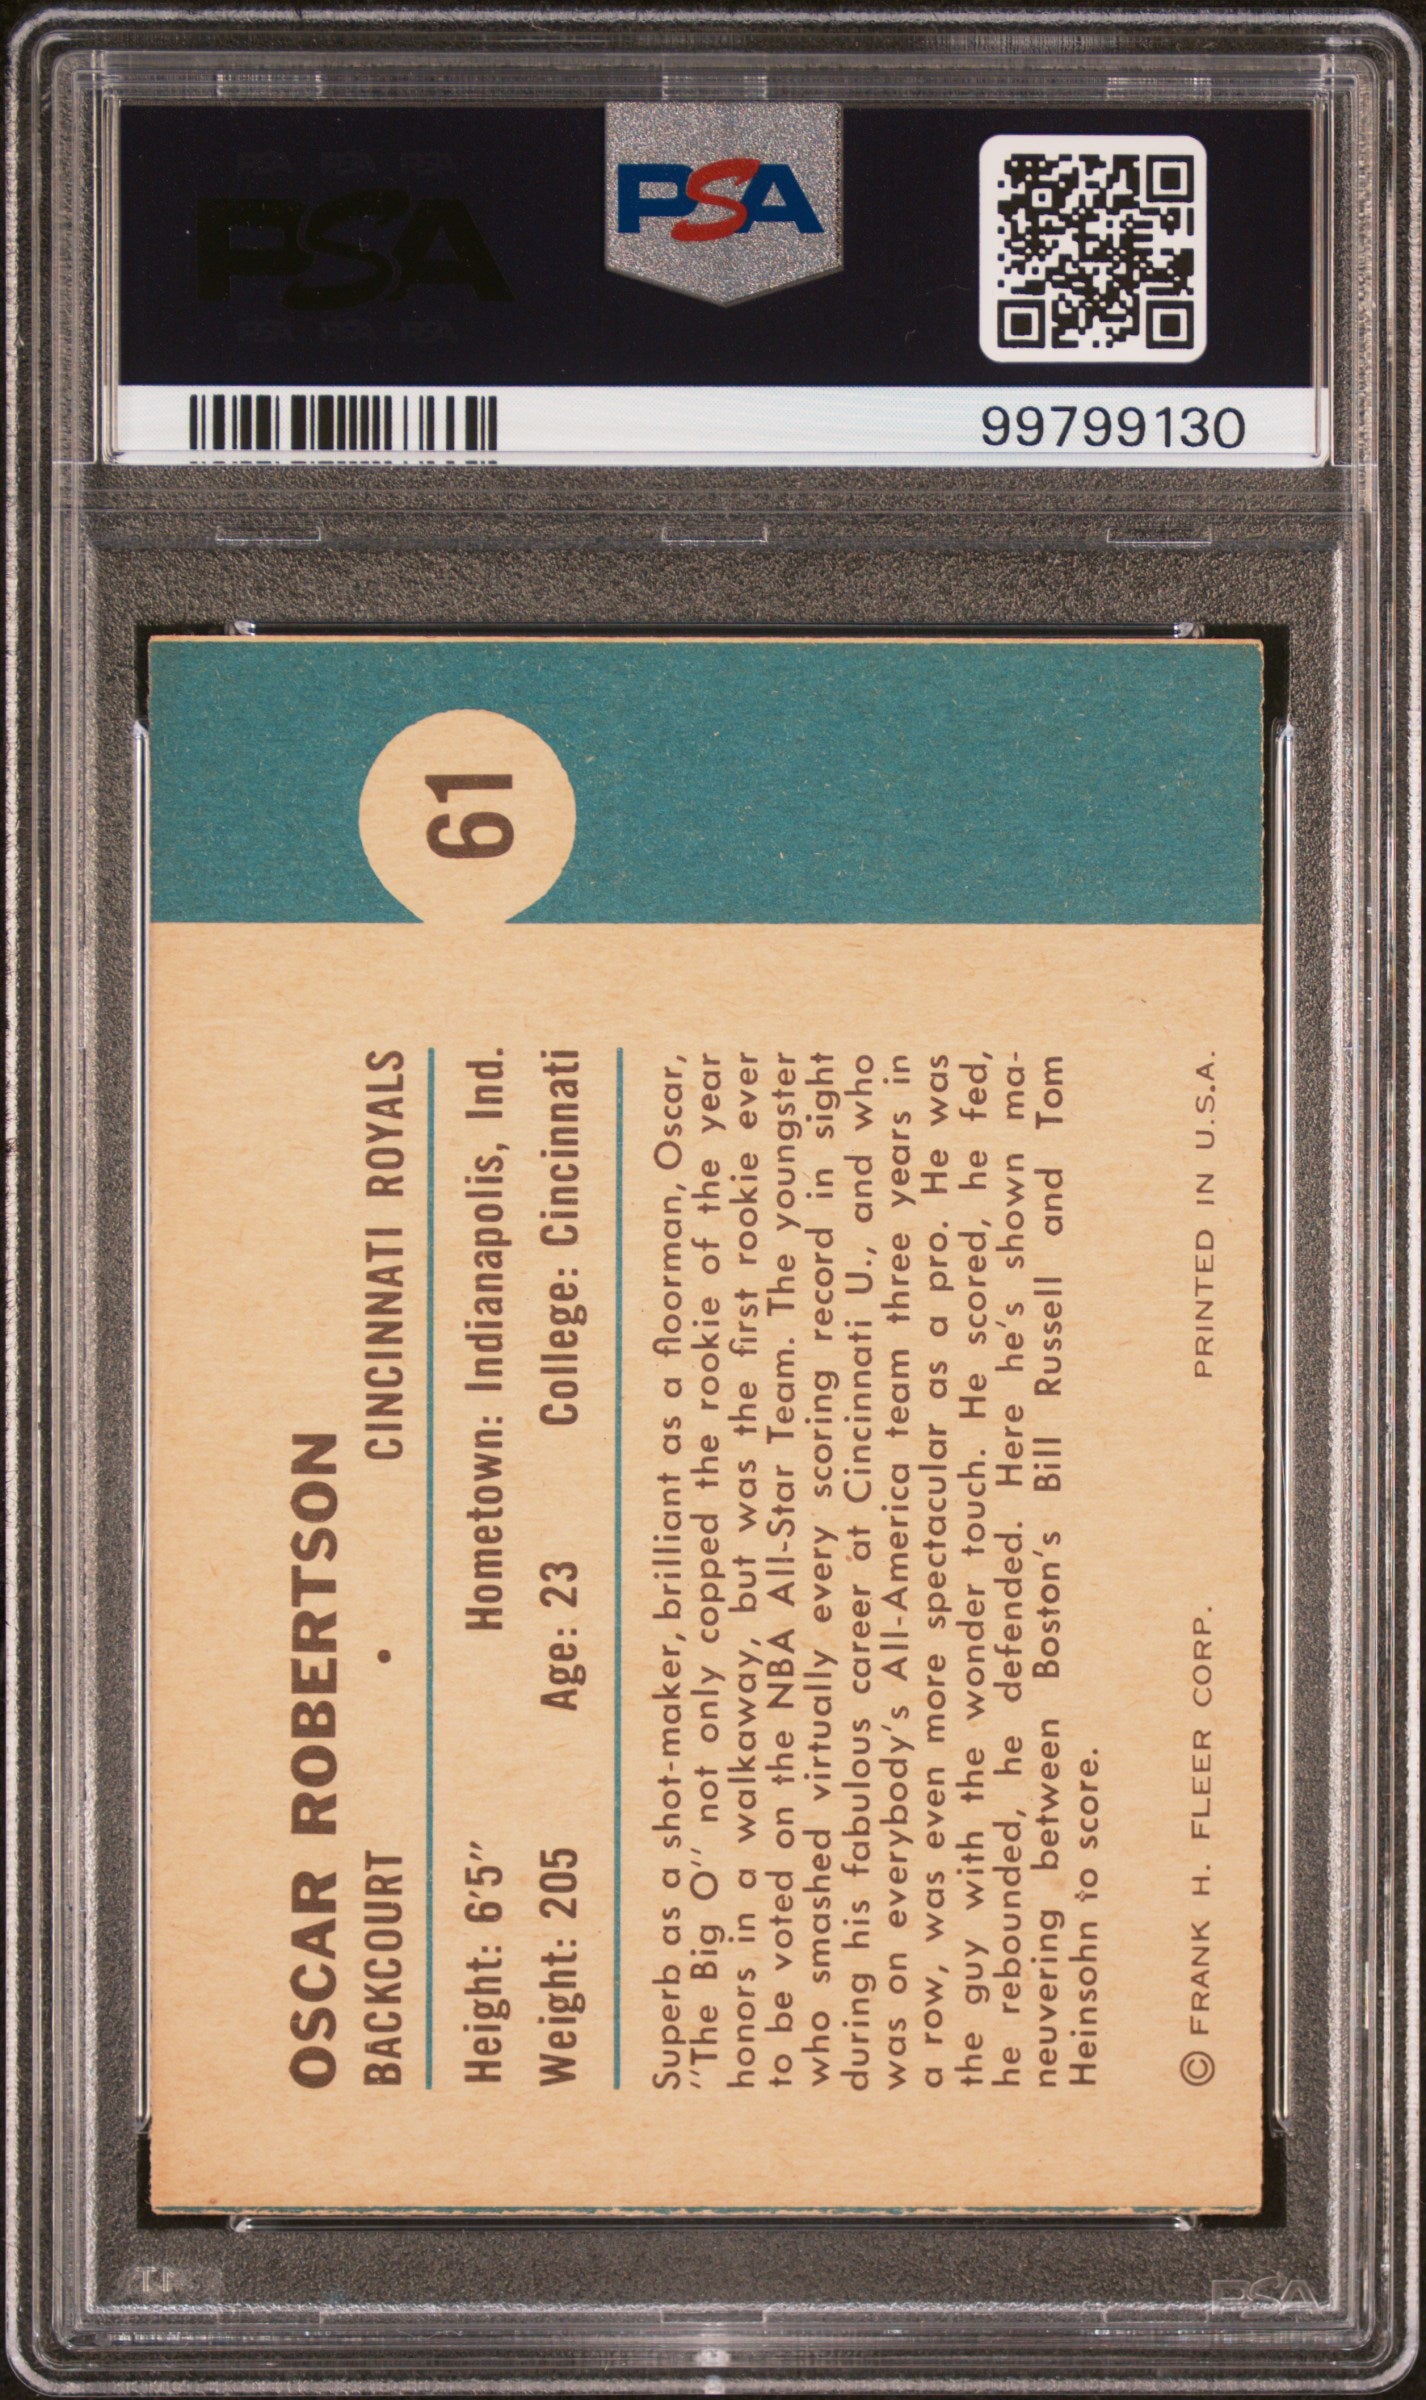 PSA
PSA
99799130
61
OSCAR ROBERTSON
BACKCOURT • CINCINNATI ROYALS
Height: 6'5" Hometown: Indianapolis, Ind.
Weight: 205 Age: 23 College: Cincinnati
Superb as a shot-maker, brilliant as a floorman, Oscar,
"The Big O" not only copped the rookie of the year
honors in a walkaway, but was the first rookie ever
to be voted on the NBA All-Star Team. The youngster
who smashed virtually every scoring record in sight
during his fabulous career at Cincinnati U., and who
was on everybody's All-America team three years in
a row, was even more spectacular as a pro. He was
the guy with the wonder touch. He scored, he fed,
he rebounded, he defended. Here he's shown ma-
neuvering between Boston's Bill Russell and Tom
Heinsohn to score.
© FRANK H. FLEER CORP. PRINTED IN U.S.A.
PSA